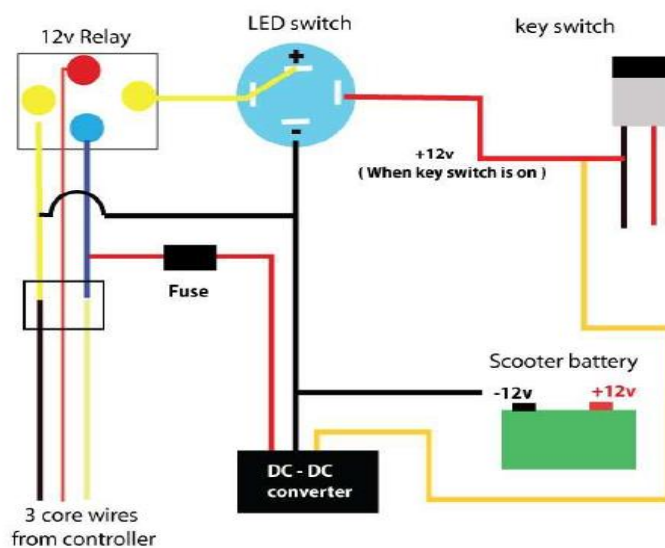 LED switch
key switch
12v Relay
+
-
+12v
( When key switch is on )
Fuse
Scooter battery
-12v
+12v
DC - DC
converter
3 core wires
from controller